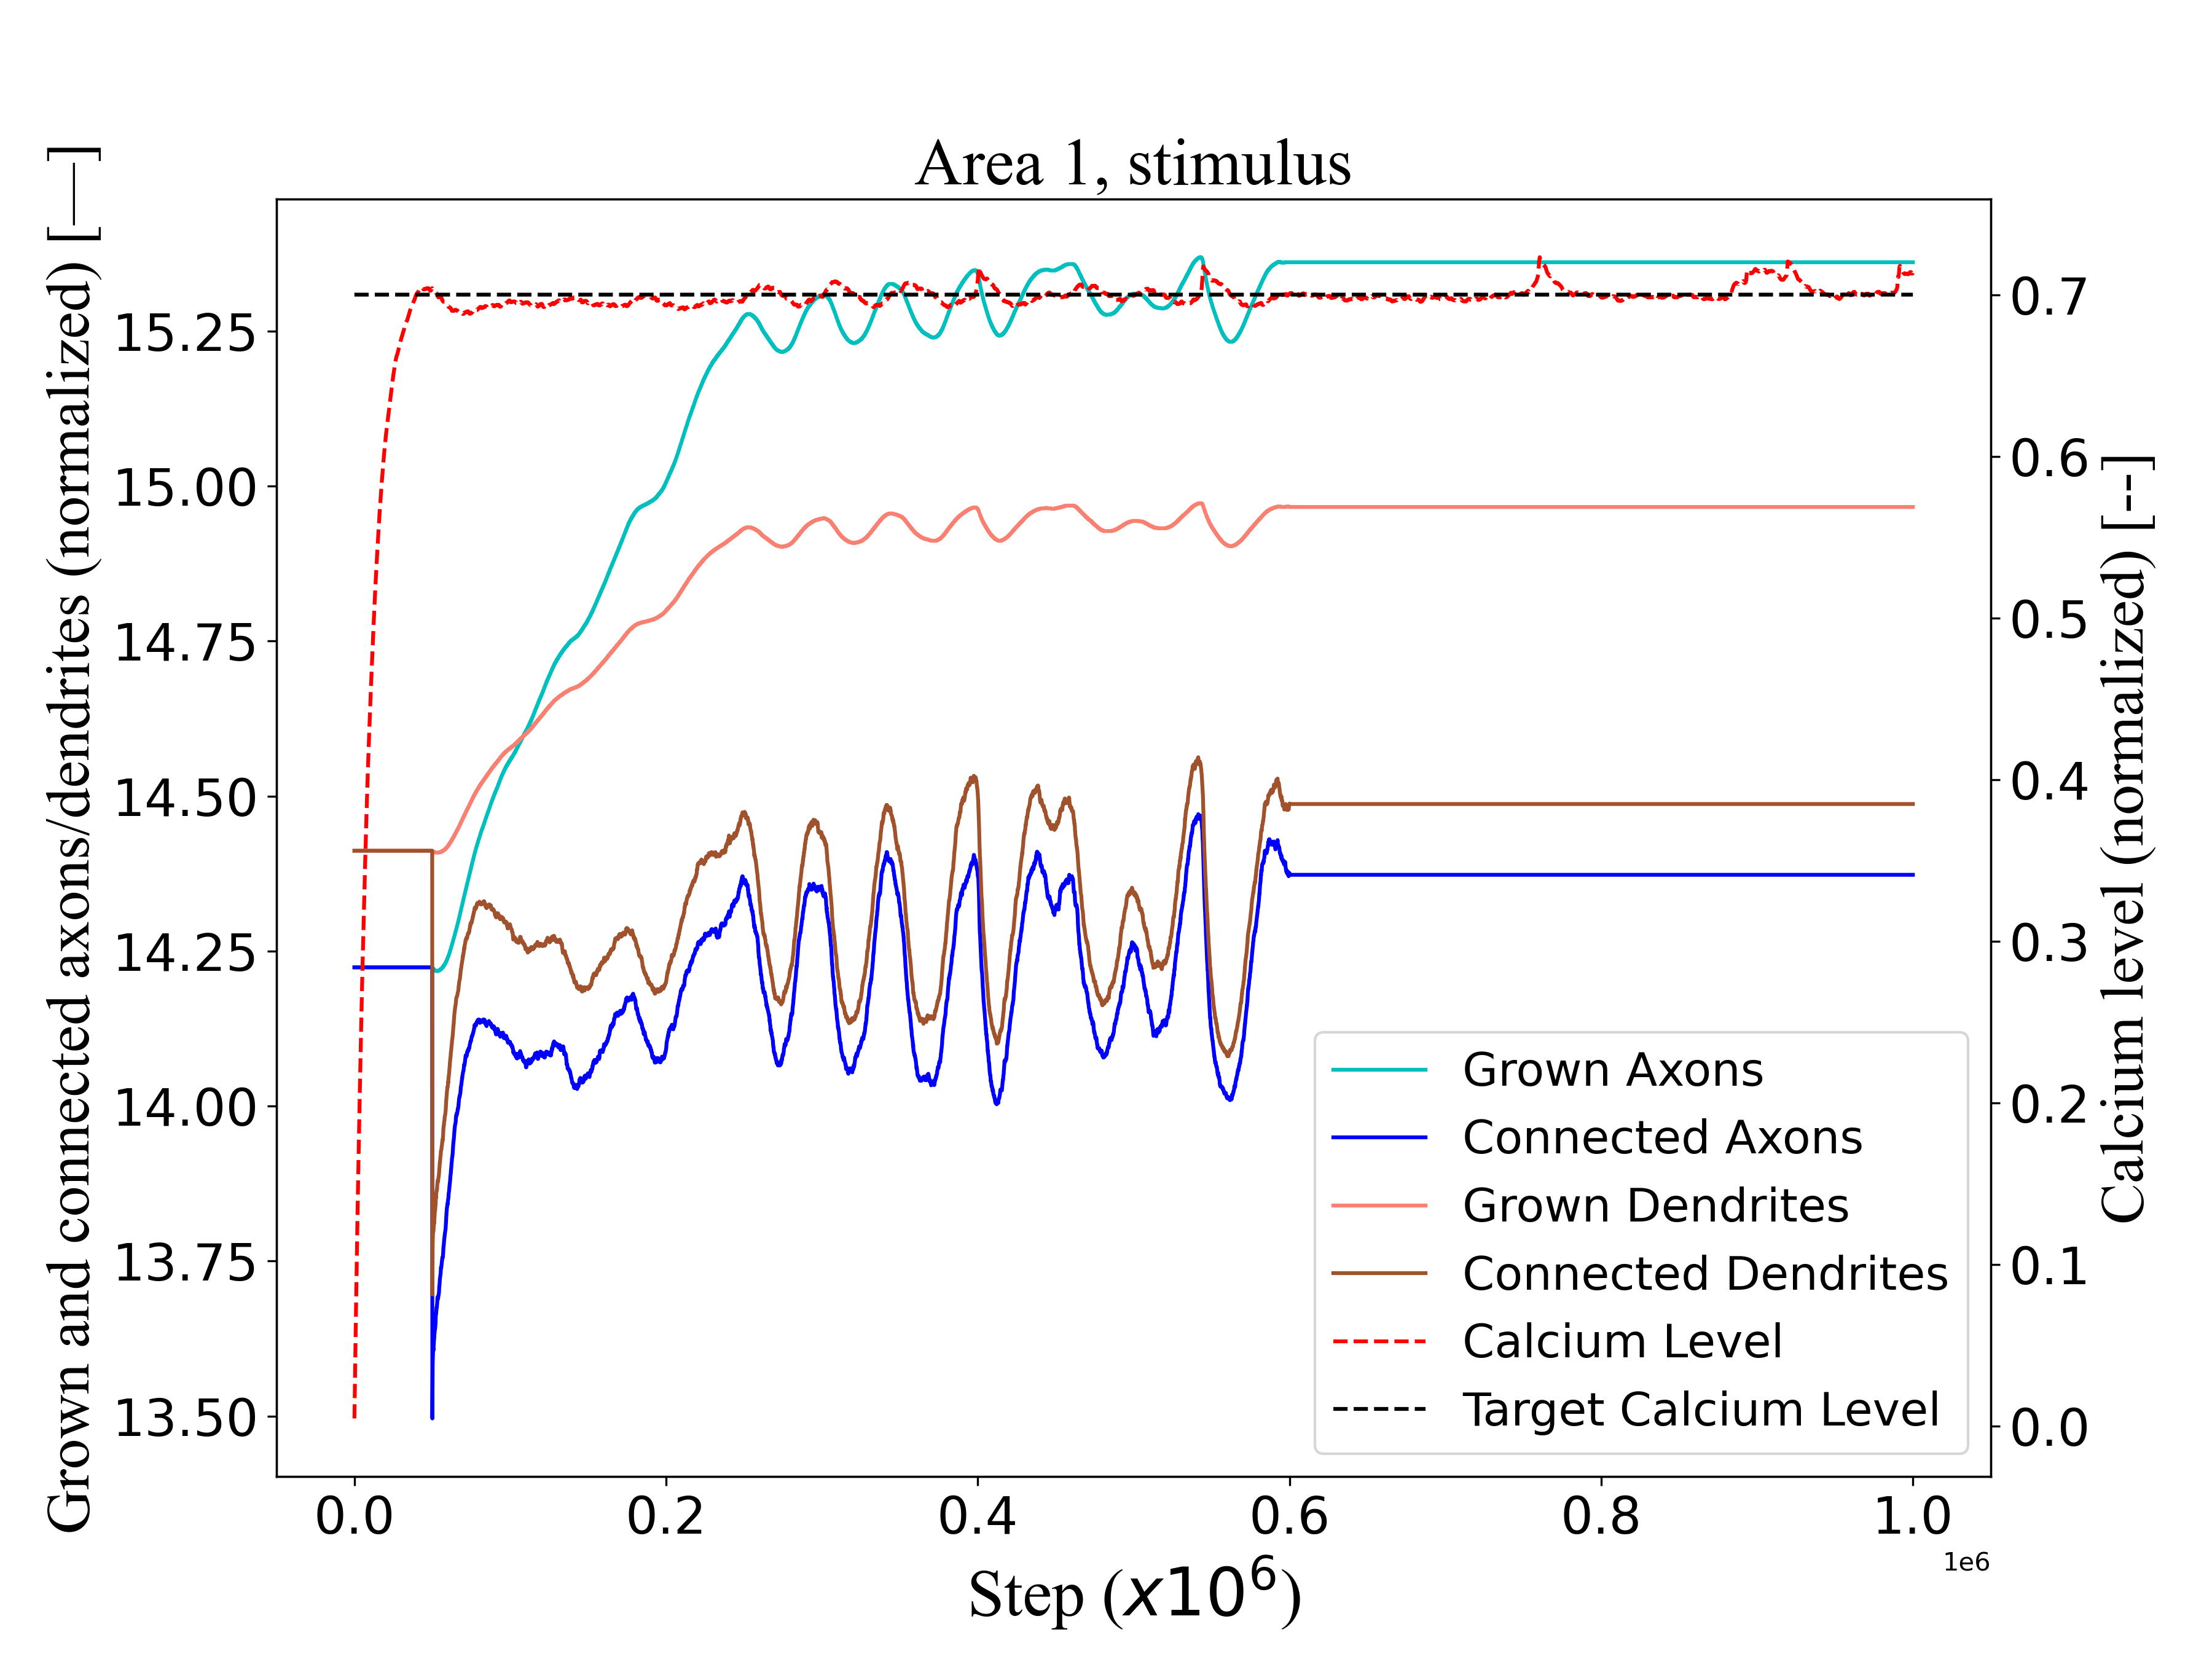 Area 1, stimulus
Grown and connected axons/dendrites (normalized) [—]
15.25
15.00
14.75
14.50
14.25
14.00
13.75
13.50
0.7
0.6
0.5
0.4
0.3
0.2
0.1
0.0
Calcium level (normalized) [--]
Grown Axons
Connected Axons
Grown Dendrites
Connected Dendrites
Calcium Level
Target Calcium Level
0.0 0.2 0.4 0.6 0.8 1.0
1e6
Step (x10⁶)